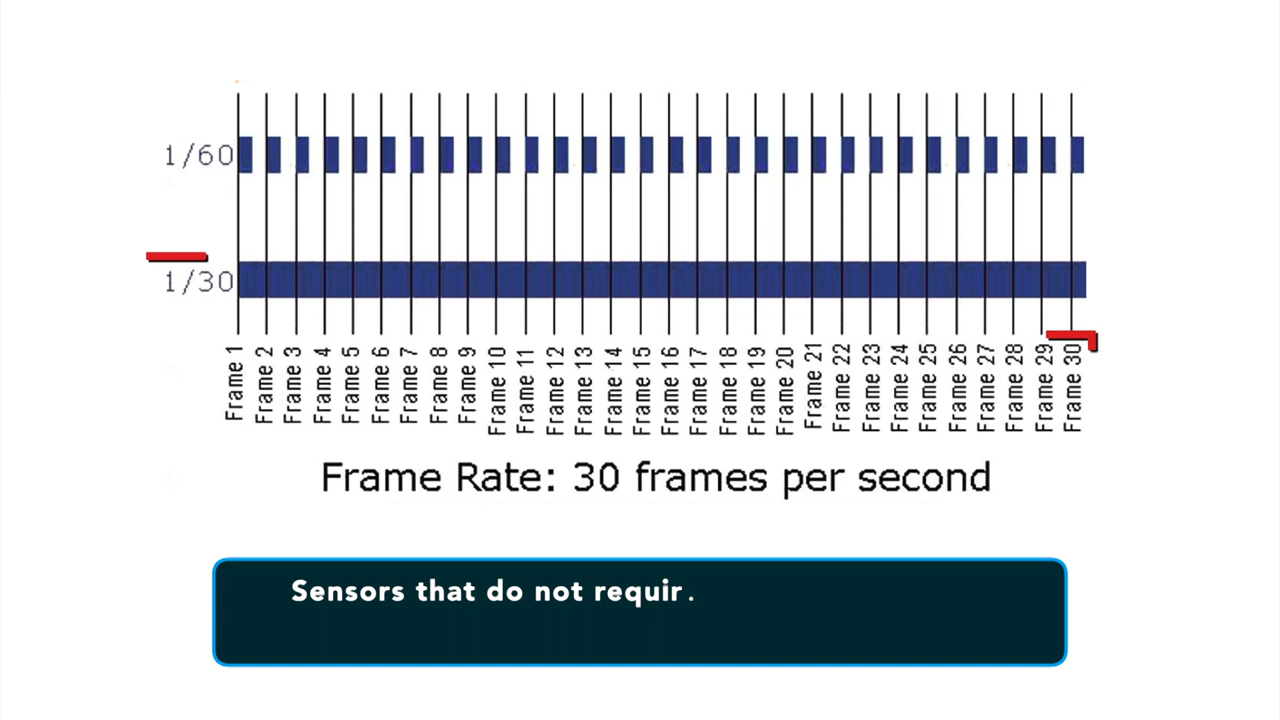 1/60
1/30
Frame 1
Frame 2
Frame 3
Frame 4
Frame 5
Frame 6
Frame 7
Frame 8
Frame 9
Frame 10
Frame 11
Frame 12
Frame 13
Frame 14
Frame 15
Frame 16
Frame 17
Frame 18
Frame 19
Frame 20
Frame 21
Frame 22
Frame 23
Frame 24
Frame 25
Frame 26
Frame 27
Frame 28
Frame 29
Frame 30
Frame Rate: 30 frames per second
Sensors that do not requir.